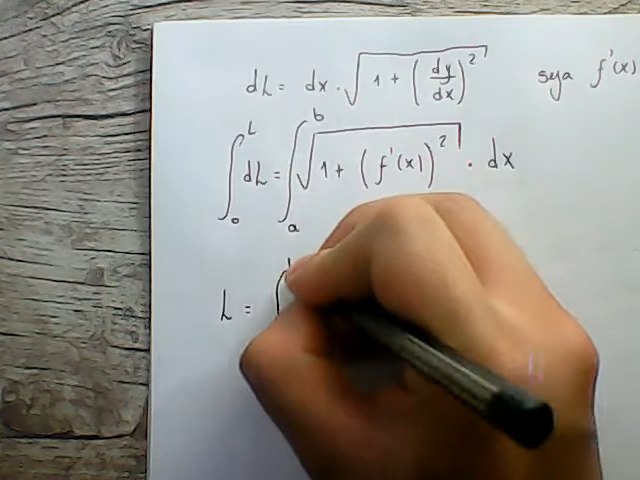 dL = dx · √(1 + (dy/dx)²) seja f'(x)
∫₀ᴸ dL = ∫ₐᵇ √(1 + (f'(x))²) · dx
L = ∫